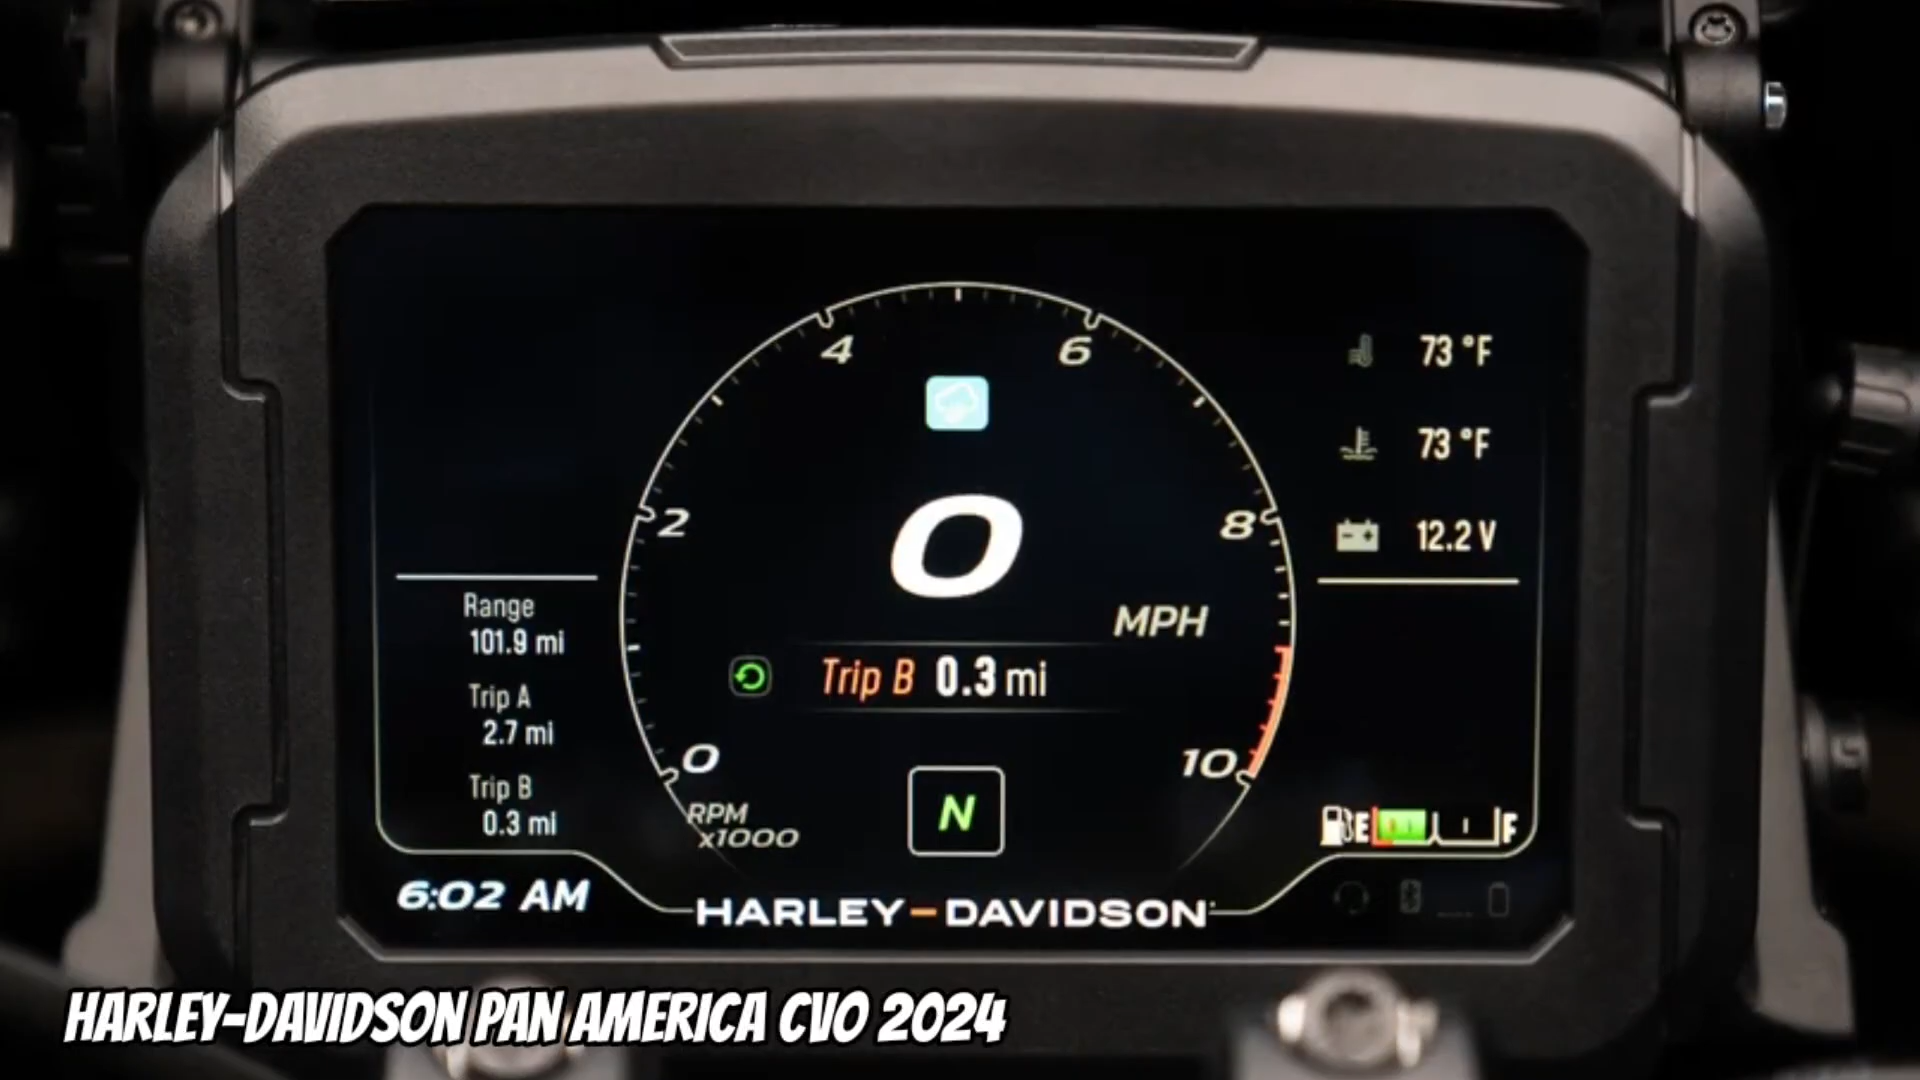 4
6
73 °F
73 °F
2
8
12.2 V
0
MPH
Range
101.9 mi
Trip A
2.7 mi
Trip B
0.3 mi
Trip B 0.3 mi
0
10
RPM
x1000
N
E F
6:02 AM
HARLEY-DAVIDSON
HARLEY-DAVIDSON PAN AMERICA CVO 2024